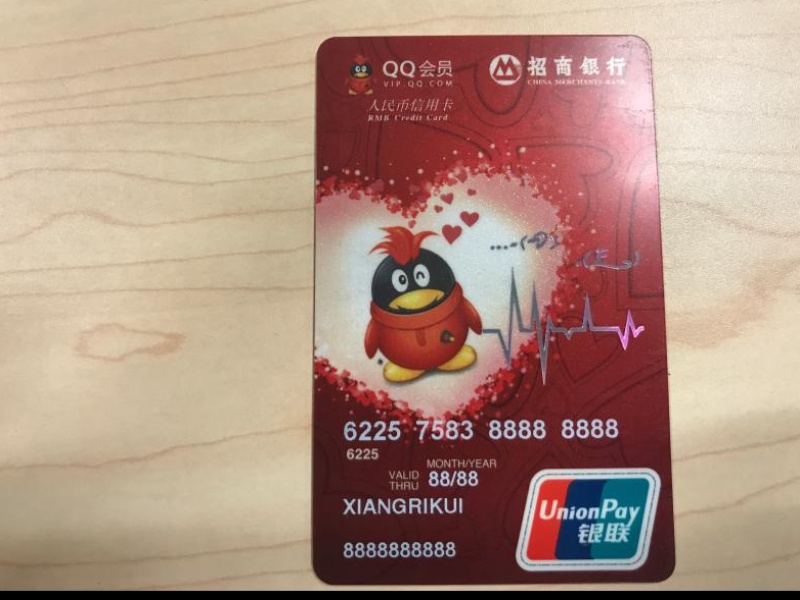 QQ会员
VIP.QQ.COM
招商银行
CHINA MERCHANTS BANK
人民币信用卡
RMB Credit Card
6225 7583 8888 8888
6225
MONTH/YEAR
VALID THRU 88/88
XIANGRIKUI
8888888888
UnionPay
银联